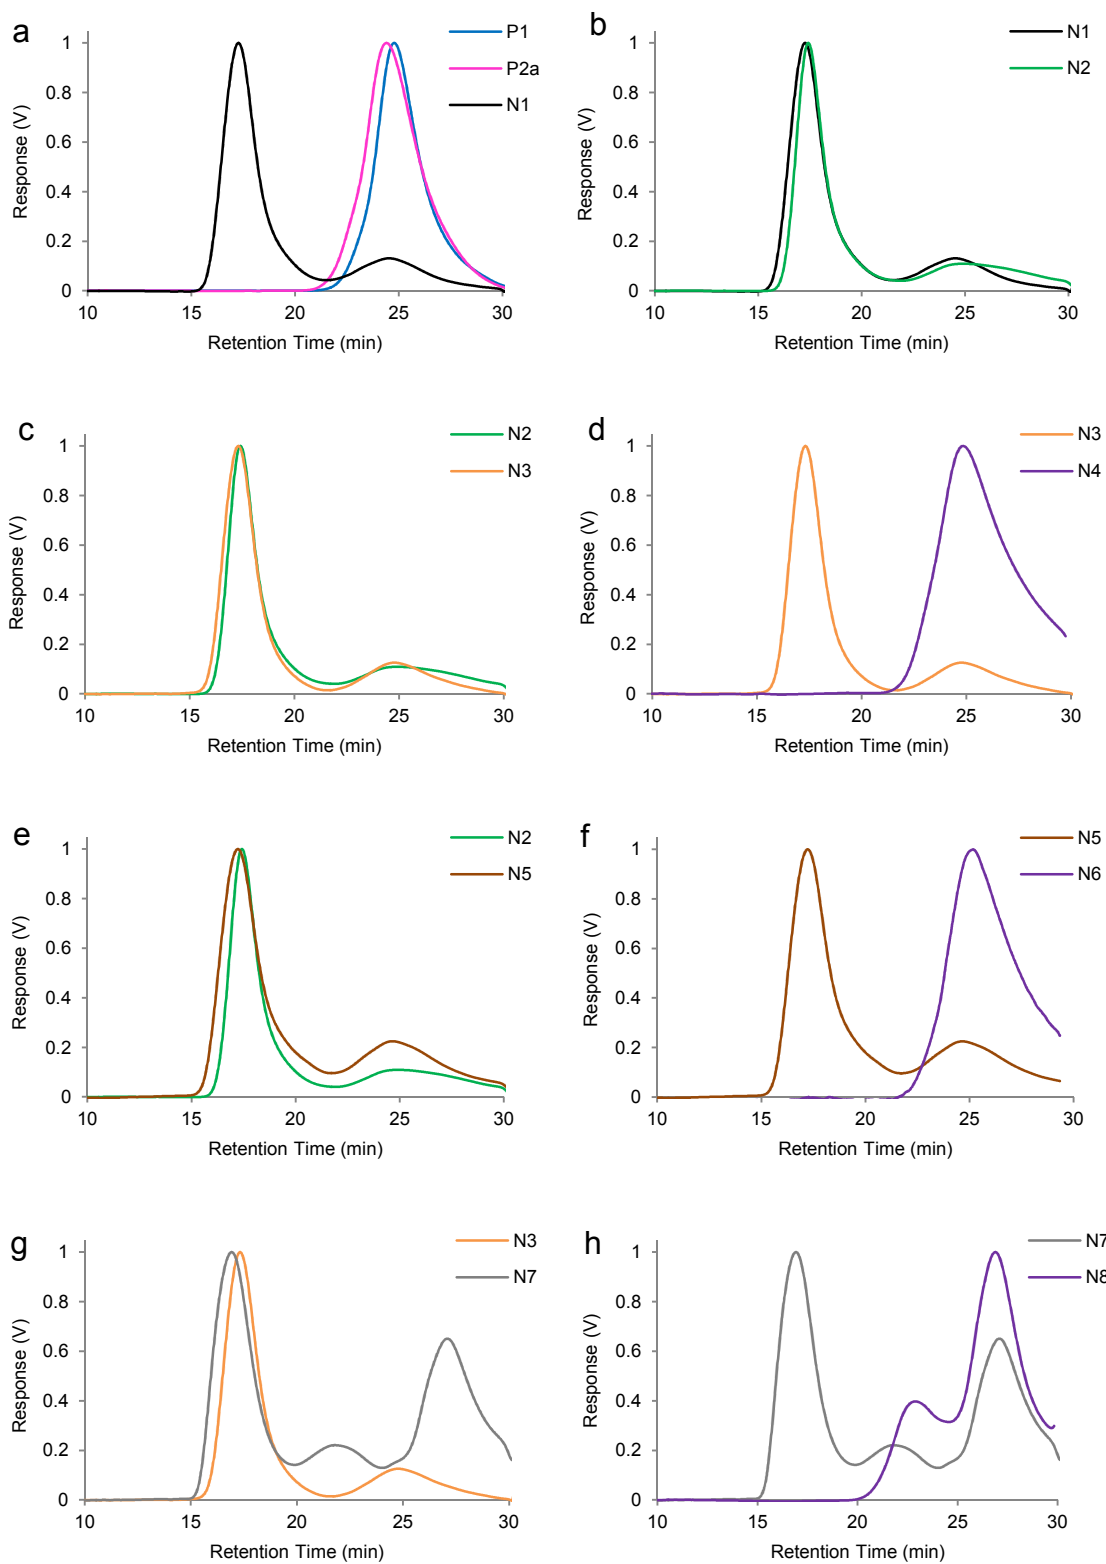 a
P1
P2a
N1
Response (V)
1
0.8
0.6
0.4
0.2
0
10 15 20 25 30
Retention Time (min)
b
N1
N2
Response (V)
1
0.8
0.6
0.4
0.2
0
10 15 20 25 30
Retention Time (min)
c
N2
N3
Response (V)
1
0.8
0.6
0.4
0.2
0
10 15 20 25 30
Retention Time (min)
d
N3
N4
Response (V)
1
0.8
0.6
0.4
0.2
0
10 15 20 25 30
Retention Time (min)
e
N2
N5
Response (V)
1
0.8
0.6
0.4
0.2
0
10 15 20 25 30
Retention Time (min)
f
N5
N6
Response (V)
1
0.8
0.6
0.4
0.2
0
10 15 20 25 30
Retention Time (min)
g
N3
N7
Response (V)
1
0.8
0.6
0.4
0.2
0
10 15 20 25 30
Retention Time (min)
h
N7
N8
Response (V)
1
0.8
0.6
0.4
0.2
0
10 15 20 25 30
Retention Time (min)